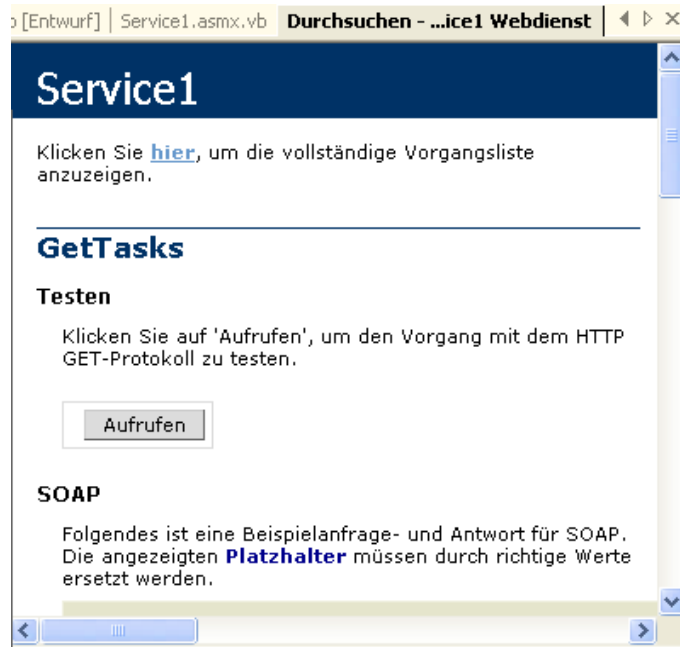 [Entwurf] Service1.asmx.vb Durchsuchen - ...ice1 Webdienst
Service1
Klicken Sie hier, um die vollständige Vorgangsliste
anzuzeigen.
GetTasks
Testen
Klicken Sie auf 'Aufrufen', um den Vorgang mit dem HTTP
GET-Protokoll zu testen.
Aufrufen
SOAP
Folgendes ist eine Beispielanfrage- und Antwort für SOAP.
Die angezeigten Platzhalter müssen durch richtige Werte
ersetzt werden.